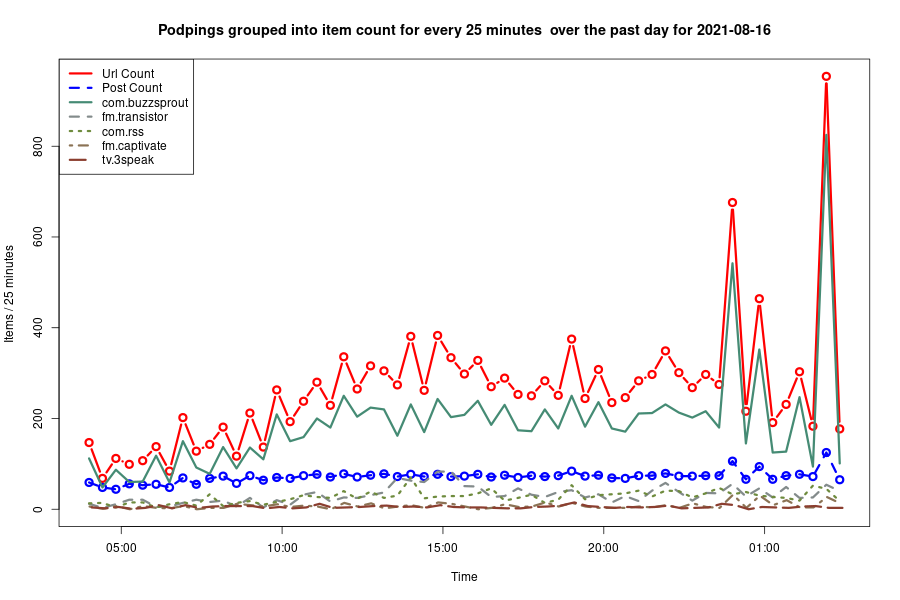 Podpings grouped into item count for every 25 minutes  over the past day for 2021-08-16
Url Count
Post Count
com.buzzsprout
fm.transistor
com.rss
fm.captivate
tv.3speak
Items / 25 minutes
0
200
400
600
800
05:00
10:00
15:00
20:00
01:00
Time